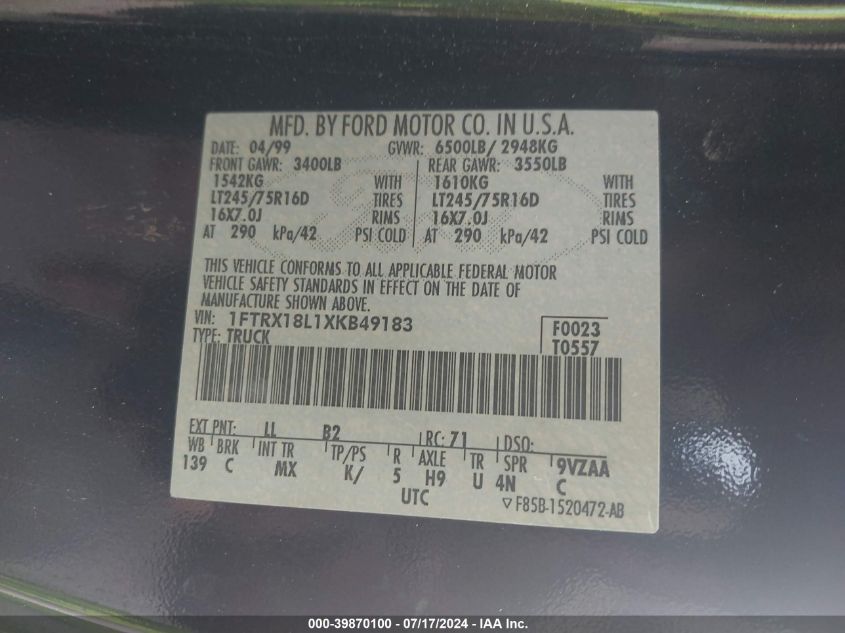 MFD. BY FORD MOTOR CO. IN U.S.A.
DATE: 04/99 GVWR: 6500LB/ 2948KG
FRONT GAWR: 3400LB REAR GAWR: 3550LB
1542KG WITH 1610KG WITH
LT245/75R16D TIRES LT245/75R16D TIRES
16X7.0J RIMS 16X7.0J RIMS
AT 290 kPa/42 PSI COLD AT 290 kPa/42 PSI COLD
THIS VEHICLE CONFORMS TO ALL APPLICABLE FEDERAL MOTOR
VEHICLE SAFETY STANDARDS IN EFFECT ON THE DATE OF
MANUFACTURE SHOWN ABOVE.
VIN: 1FTRX18L1XKB49183 F0023
TYPE: TRUCK T0557
EXT PNT: LL B2 RC: 71 DSO:
WB BRK INT TR TP/PS R AXLE TR SPR 9VZAA
139 C MX K/ 5 H9 U 4N C
UTC ▽F85B-1520472-AB
000-39870100 - 07/17/2024 - IAA Inc.